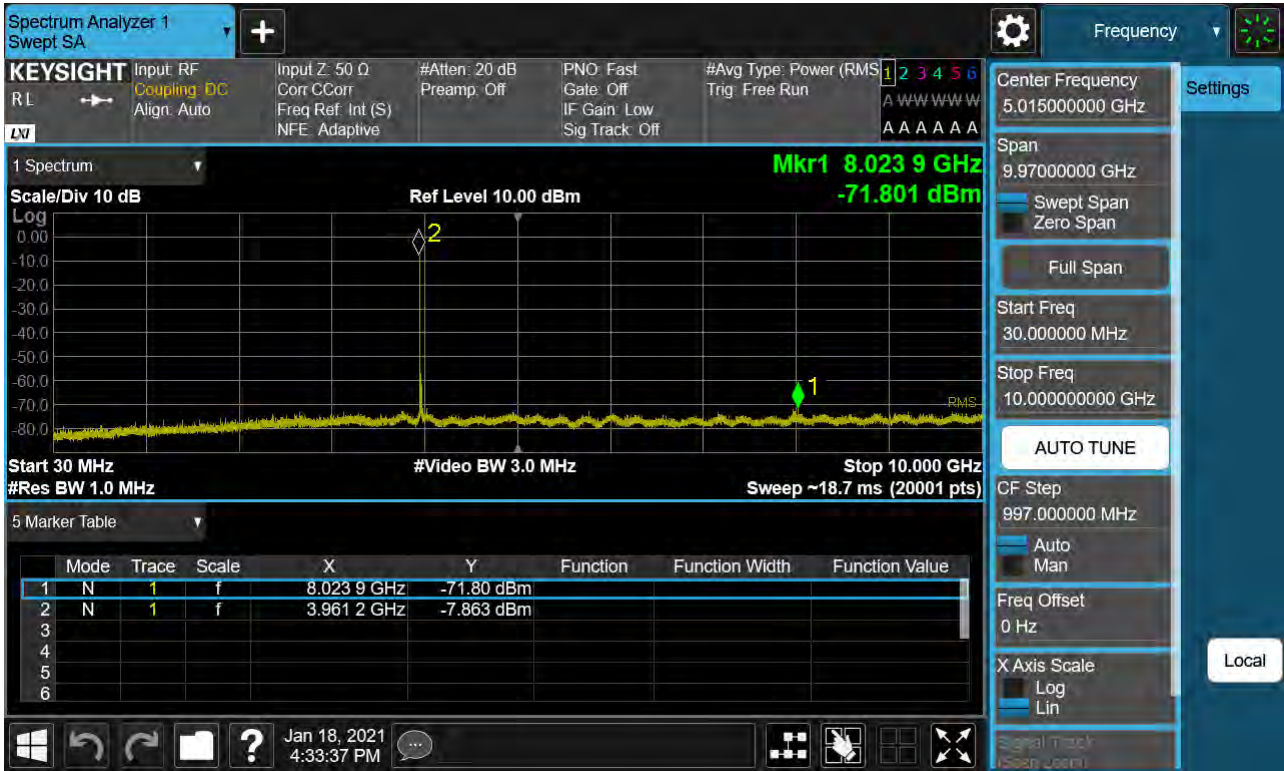 Spectrum Analyzer 1
Swept SA
+
Frequency
KEYSIGHT
RL
LXI
Input: RF
Coupling: DC
Align: Auto
Input Z: 50 Ω
Corr CCorr
Freq Ref: Int (S)
NFE: Adaptive
#Atten: 20 dB
Preamp: Off
PNO: Fast
Gate: Off
IF Gain: Low
Sig Track: Off
#Avg Type: Power (RMS
Trig: Free Run
1 2 3 4 5 6
A W W W W W
A A A A A A
1 Spectrum
Mkr1 8.023 9 GHz
-71.801 dBm
Scale/Div 10 dB
Ref Level 10.00 dBm
Log
0.00
-10.0
-20.0
-30.0
-40.0
-50.0
-60.0
-70.0
-80.0
2
1
RMS
Start 30 MHz
#Video BW 3.0 MHz
Stop 10.000 GHz
#Res BW 1.0 MHz
Sweep ~18.7 ms (20001 pts)
5 Marker Table
Mode Trace Scale X Y Function Function Width Function Value
1 N 1 f 8.023 9 GHz -71.80 dBm
2 N 1 f 3.961 2 GHz -7.863 dBm
3
4
5
6
Jan 18, 2021
4:33:37 PM
Center Frequency
5.015000000 GHz
Span
9.97000000 GHz
Swept Span
Zero Span
Full Span
Start Freq
30.000000 MHz
Stop Freq
10.000000000 GHz
AUTO TUNE
CF Step
997.000000 MHz
Auto
Man
Freq Offset
0 Hz
X Axis Scale
Log
Lin
Signal Track
(Span Zoom)
Settings
Local